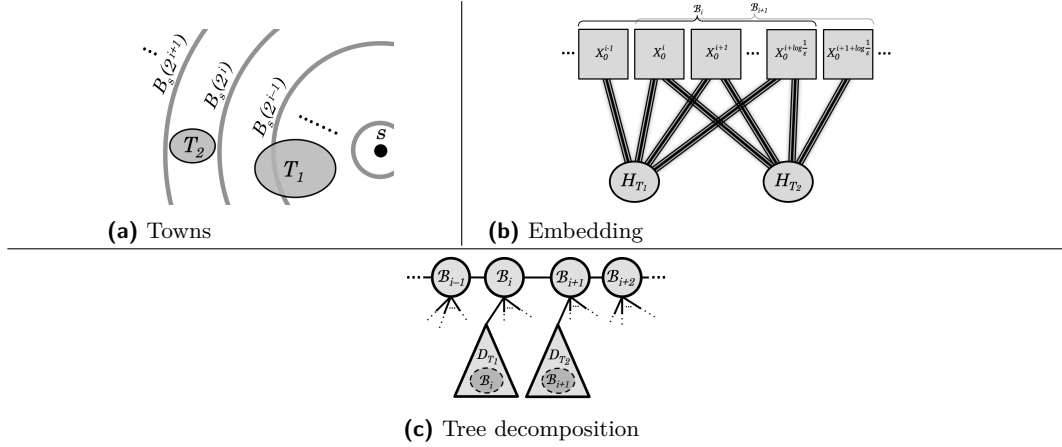 B_s(2^{i+1})
B_s(2^i)
B_s(2^{i-1})
s
T_2
T_1
(a) Towns
ℬ_i
ℬ_{i+1}
... X_0^{i-1} X_0^i X_0^{i+1} ... X_0^{i+log 1/ε} X_0^{i+1+log 1/ε} ...
H_{T_1} H_{T_2}
(b) Embedding
... ℬ_{i-1} ℬ_i ℬ_{i+1} ℬ_{i+2} ...
D_{T_1} D_{T_2}
ℬ_i ℬ_{i+1}
(c) Tree decomposition